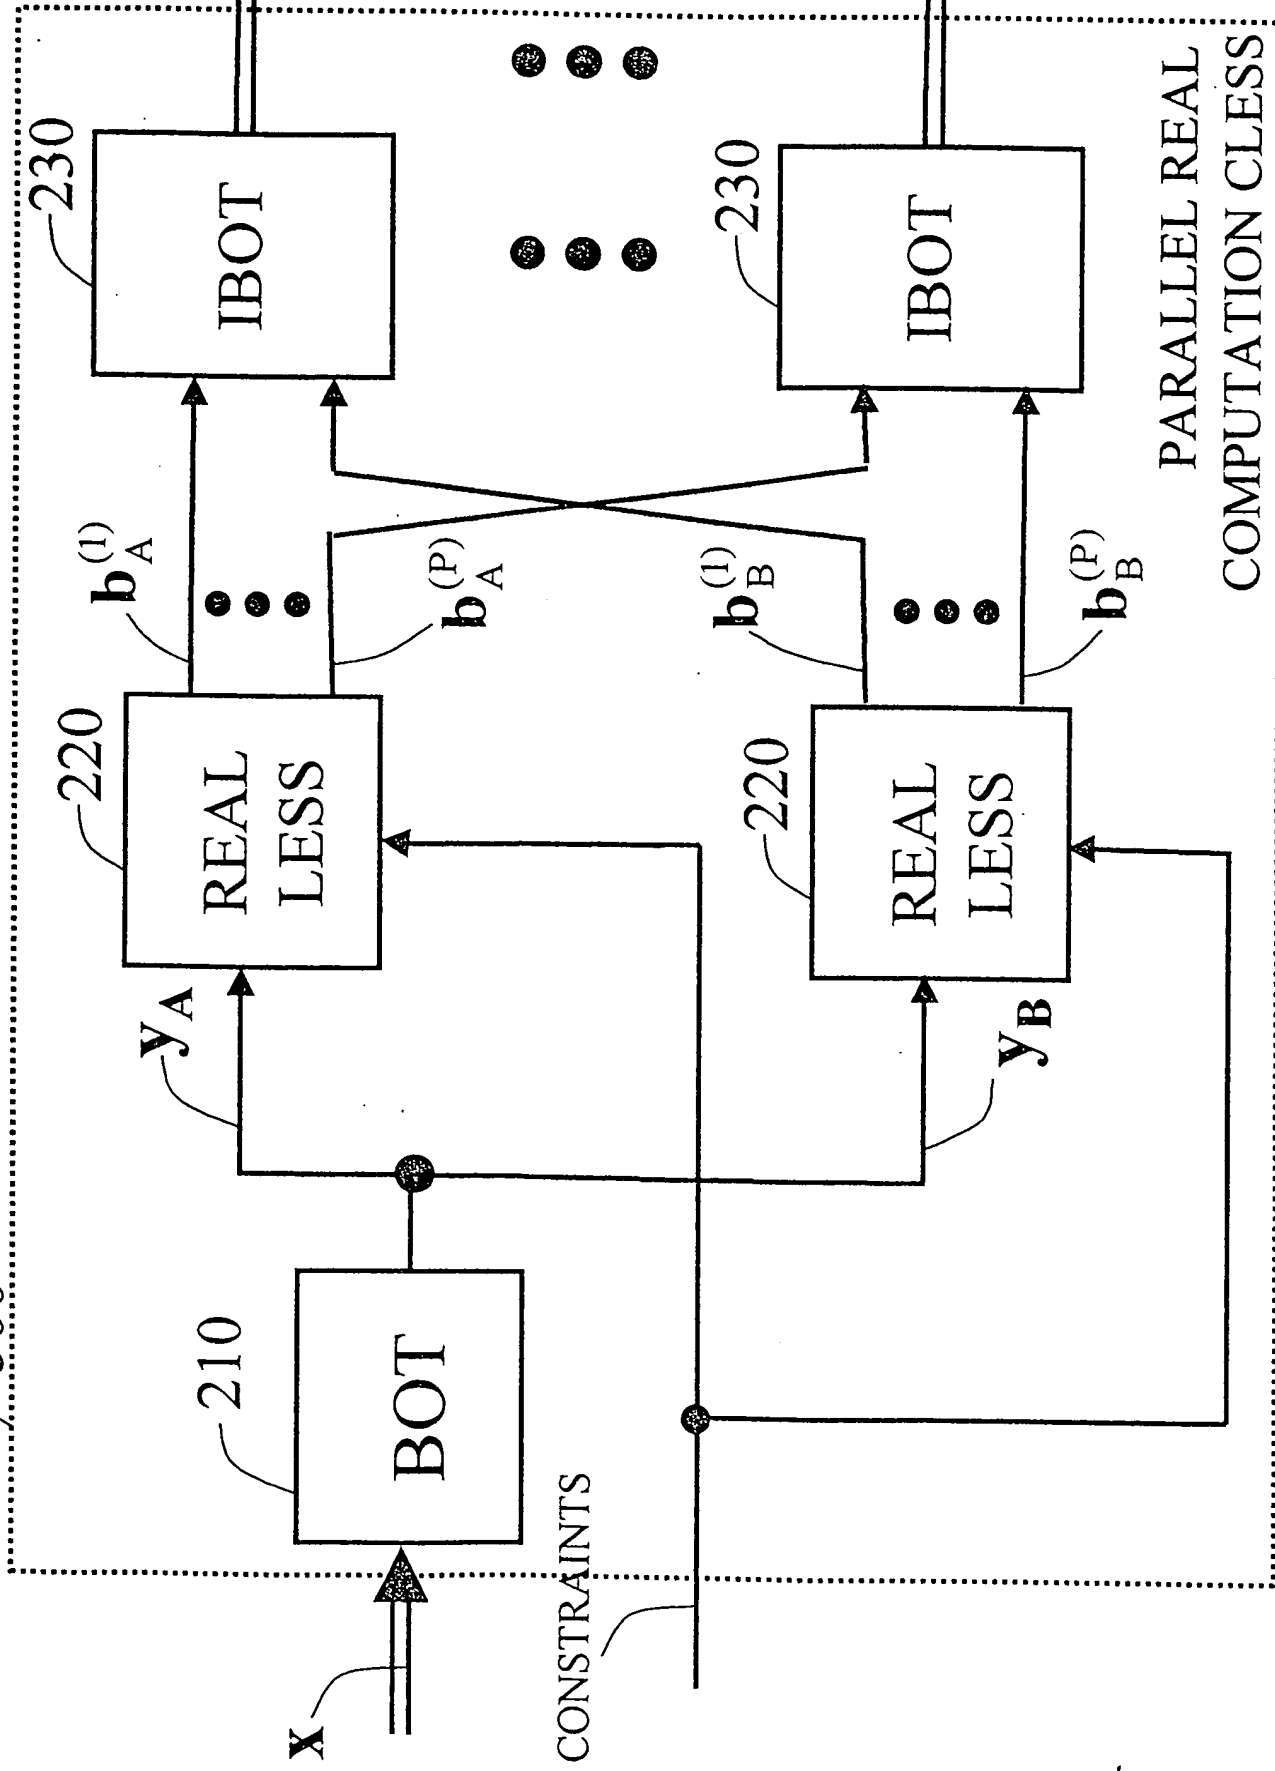 x
210
BOT
CONSTRAINTS
y_A
y_B
220
REAL
LESS
220
REAL
LESS
b_A^(1)
b_A^(P)
b_B^(1)
b_B^(P)
230
IBOT
230
IBOT
PARALLEL REAL
COMPUTATION CLESS